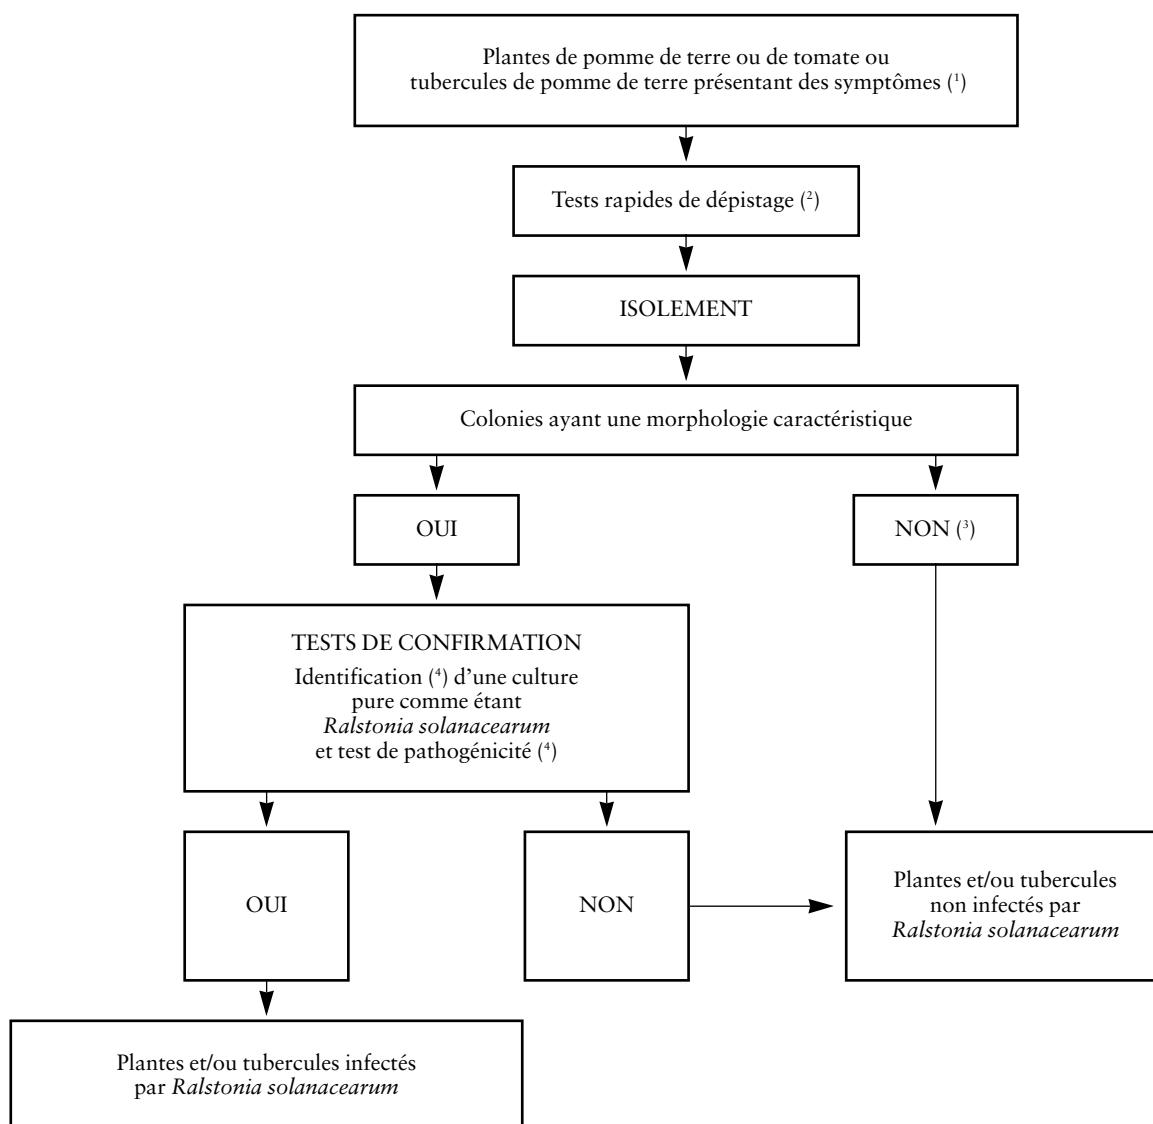 Plantes de pomme de terre ou de tomate ou
tubercules de pomme de terre présentant des symptômes (¹)
Tests rapides de dépistage (²)
ISOLEMENT
Colonies ayant une morphologie caractéristique
OUI
NON (³)
TESTS DE CONFIRMATION
Identification (⁴) d’une culture
pure comme étant
Ralstonia solanacearum
et test de pathogénicité (⁴)
OUI
NON
Plantes et/ou tubercules
non infectés par
Ralstonia solanacearum
Plantes et/ou tubercules infectés
par Ralstonia solanacearum